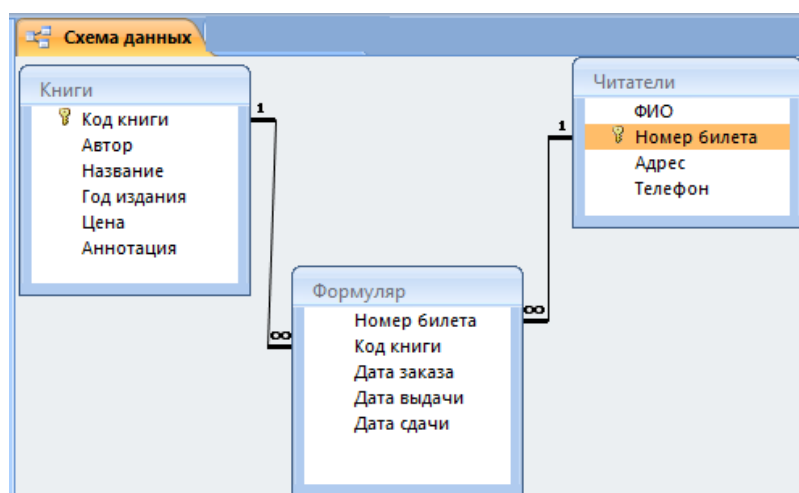 Схема данных
Книги
Код книги
Автор
Название
Год издания
Цена
Аннотация
1
∞
Формуляр
Номер билета
Код книги
Дата заказа
Дата выдачи
Дата сдачи
∞
1
Читатели
ФИО
Номер билета
Адрес
Телефон